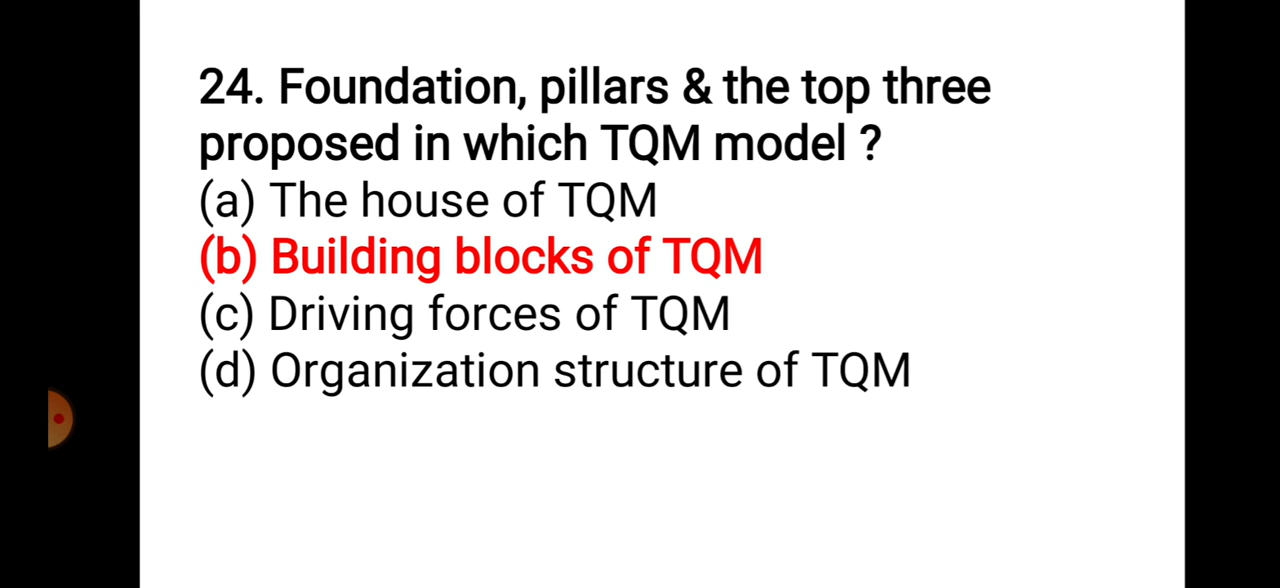 24. Foundation, pillars & the top three
proposed in which TQM model ?
(a) The house of TQM
(b) Building blocks of TQM
(c) Driving forces of TQM
(d) Organization structure of TQM